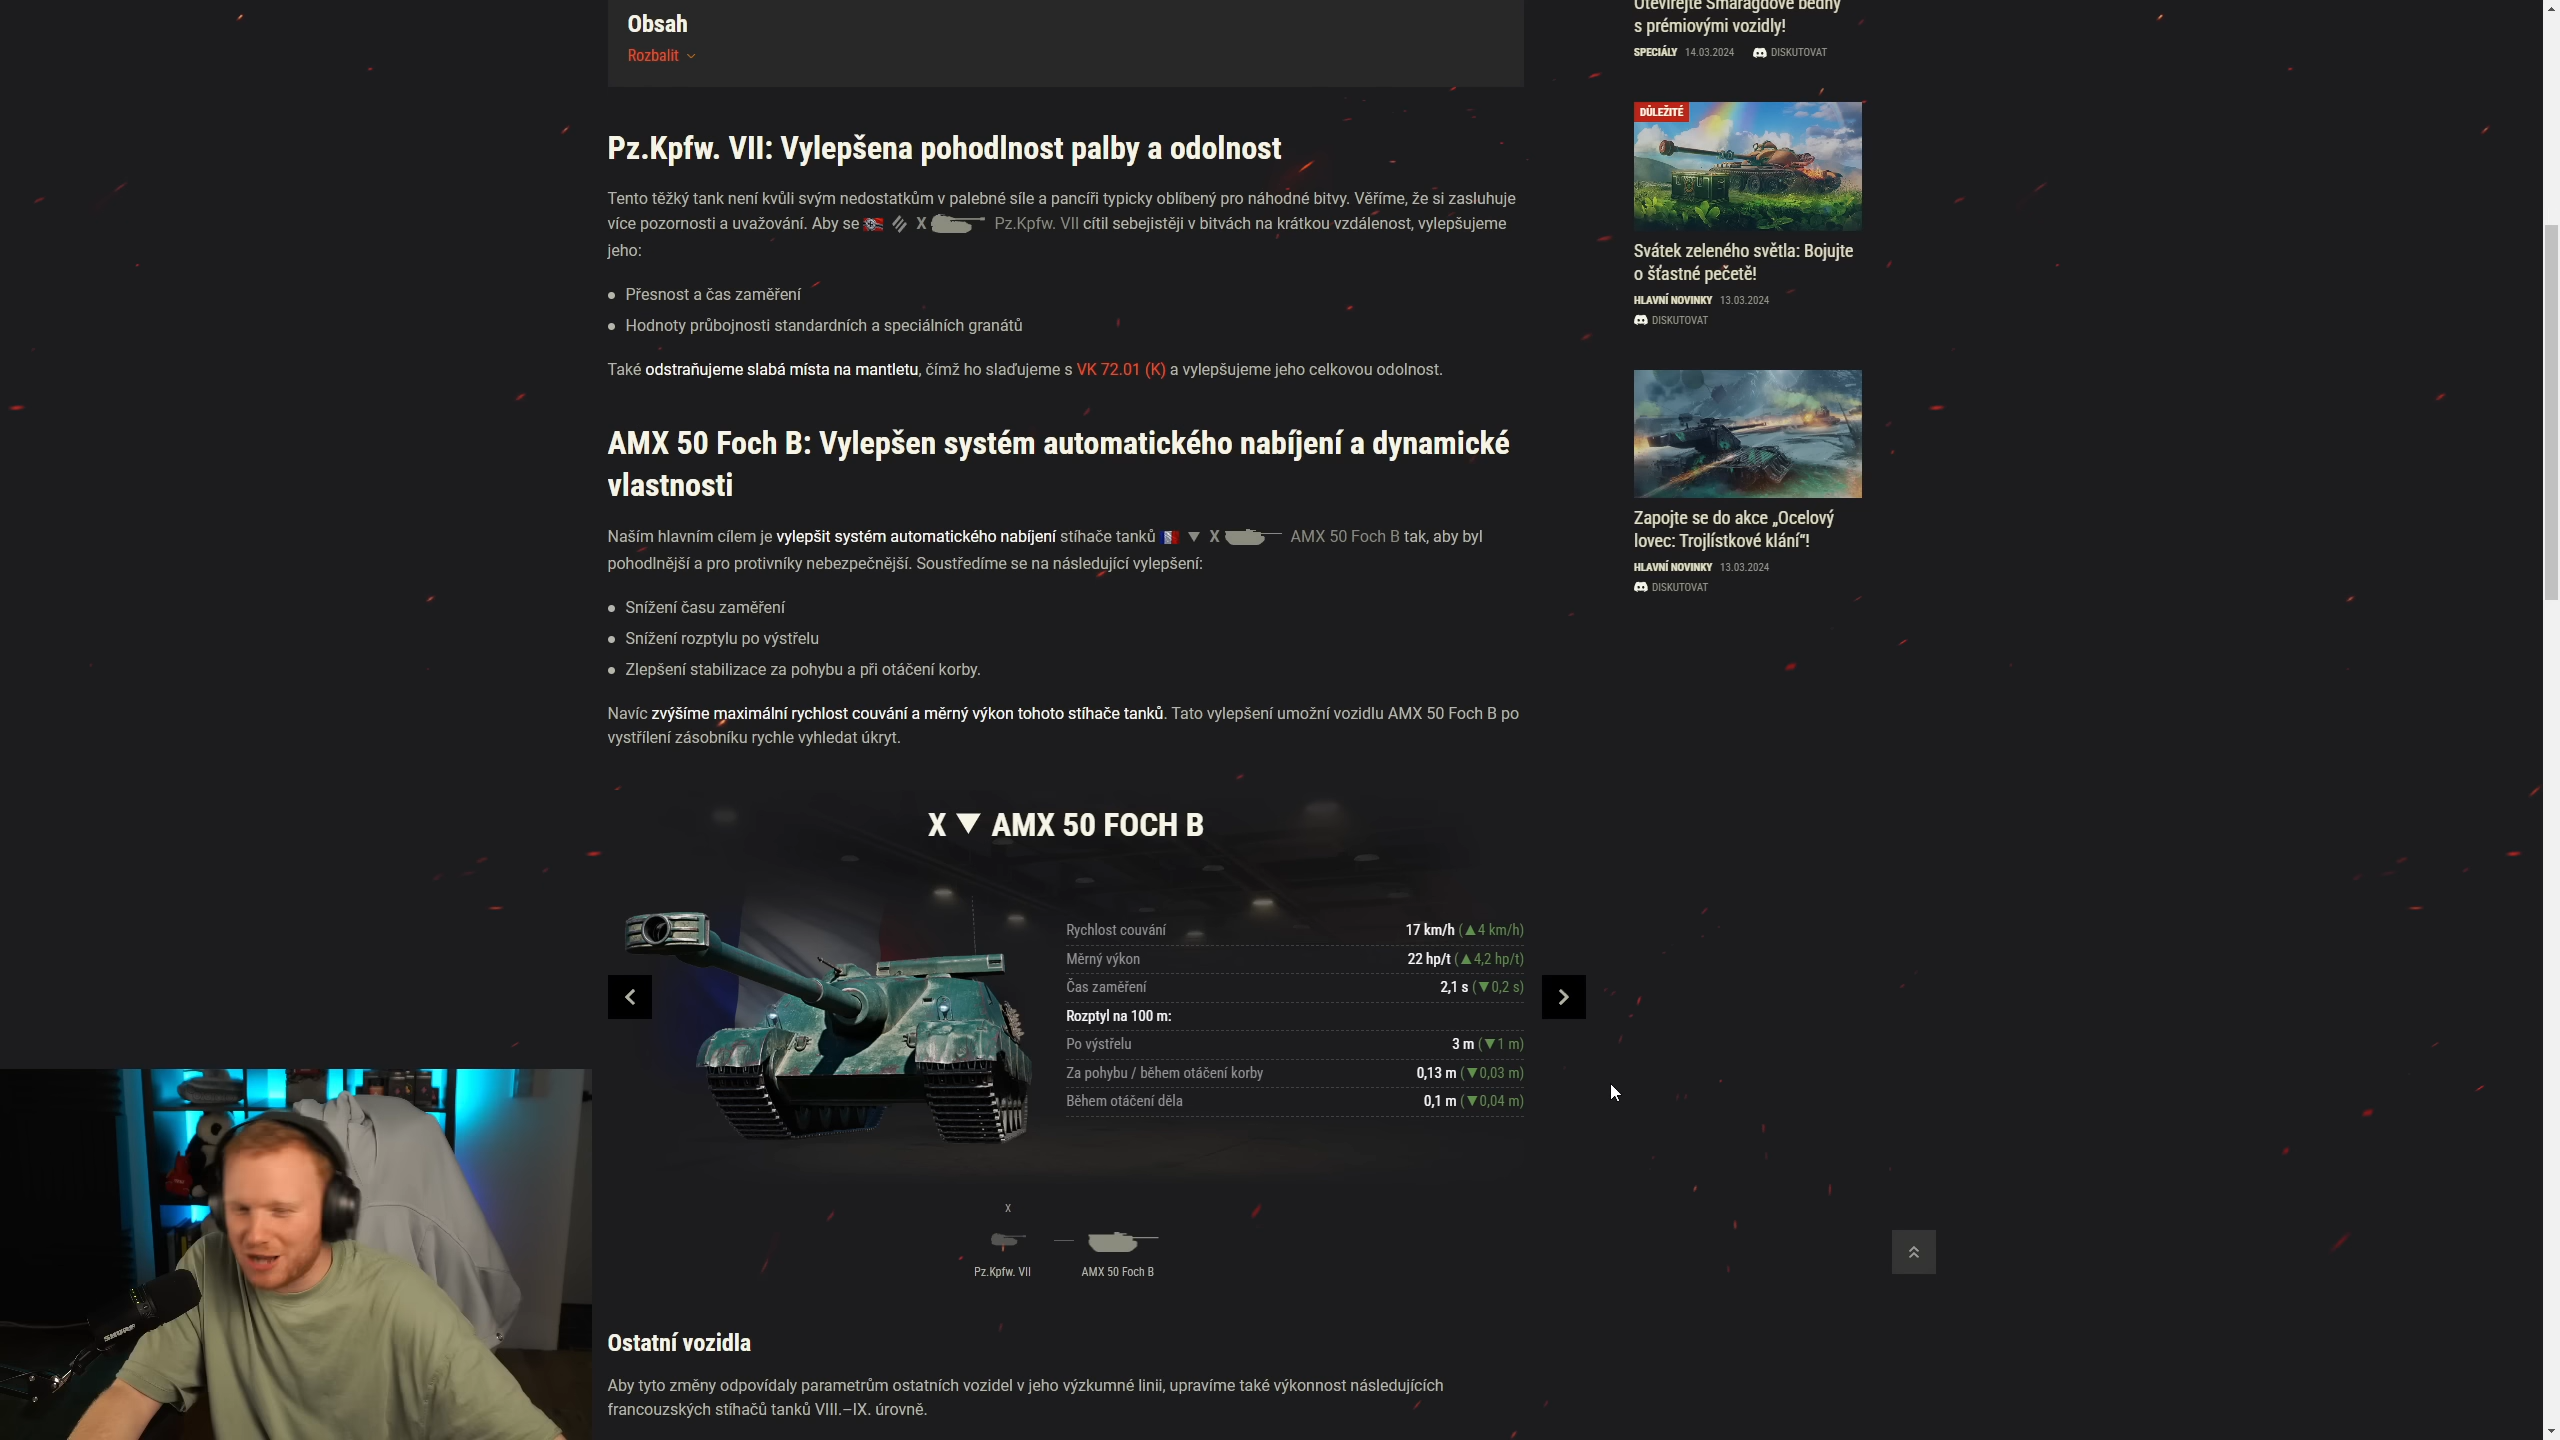 Obsah
Rozbalit
Pz.Kpfw. VII: Vylepšena pohodlnost palby a odolnost
Tento těžký tank není kvůli svým nedostatkům v palebné síle a pancíři typicky oblíbený pro náhodné bitvy. Věříme, že si zasluhuje
více pozornosti a uvažování. Aby se X Pz.Kpfw. VII cítil sebejistěji v bitvách na krátkou vzdálenost, vylepšujeme
jeho:
Přesnost a čas zaměření
Hodnoty průbojnosti standardních a speciálních granátů
Také odstraňujeme slabá místa na mantletu, čímž ho slaďujeme s VK 72.01 (K) a vylepšujeme jeho celkovou odolnost.
AMX 50 Foch B: Vylepšen systém automatického nabíjení a dynamické
vlastnosti
Naším hlavním cílem je vylepšit systém automatického nabíjení stíhače tanků X AMX 50 Foch B tak, aby byl
pohodlnější a pro protivníky nebezpečnější. Soustředíme se na následující vylepšení:
Snížení času zaměření
Snížení rozptylu po výstřelu
Zlepšení stabilizace za pohybu a při otáčení korby.
Navíc zvýšíme maximální rychlost couvání a měrný výkon tohoto stíhače tanků. Tato vylepšení umožní vozidlu AMX 50 Foch B po
vystřílení zásobníku rychle vyhledat úkryt.
X ▼ AMX 50 FOCH B
Rychlost couvání 17 km/h (▲4 km/h)
Měrný výkon 22 hp/t (▲4,2 hp/t)
Čas zaměření 2,1 s (▼0,2 s)
Rozptyl na 100 m:
Po výstřelu 3 m (▼1 m)
Za pohybu / během otáčení korby 0,13 m (▼0,03 m)
Během otáčení děla 0,1 m (▼0,04 m)
X
Pz.Kpfw. VII AMX 50 Foch B
Ostatní vozidla
Aby tyto změny odpovídaly parametrům ostatních vozidel v jeho výzkumné linii, upravíme také výkonnost následujících
francouzských stíhačů tanků VIII.–IX. úrovně.
Otevírejte Smaragdové bedny
s prémiovými vozidly!
SPECIÁLY 14.03.2024 DISKUTOVAT
DŮLEŽITÉ
Svátek zeleného světla: Bojujte
o šťastné pečetě!
HLAVNÍ NOVINKY 13.03.2024
DISKUTOVAT
Zapojte se do akce „Ocelový
lovec: Trojlístkové klání“!
HLAVNÍ NOVINKY 13.03.2024
DISKUTOVAT